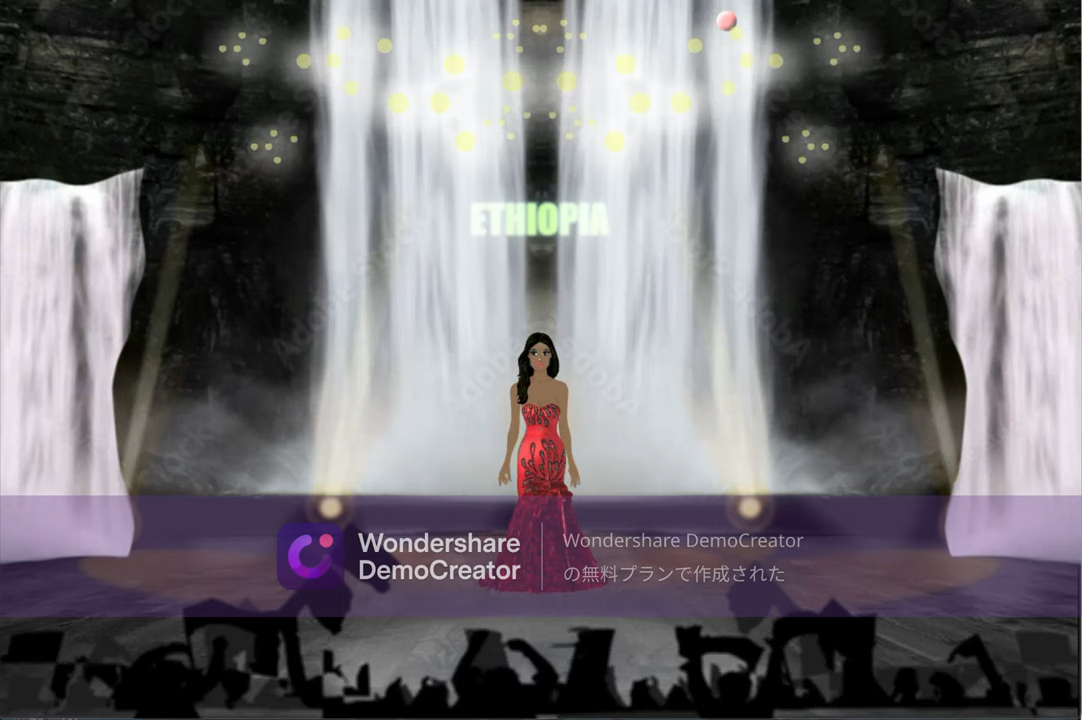 ETHIOPIA
Wondershare
DemoCreator
Wondershare DemoCreator
の無料プランで作成された